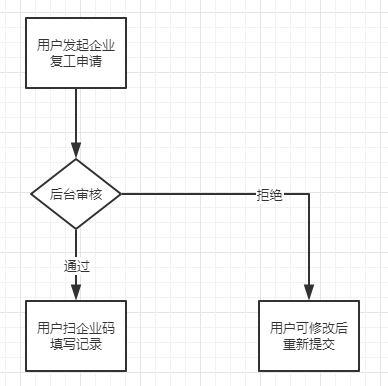 用户发起企业
复工申请
后台审核
拒绝
通过
用户扫企业码
填写记录
用户可修改后
重新提交